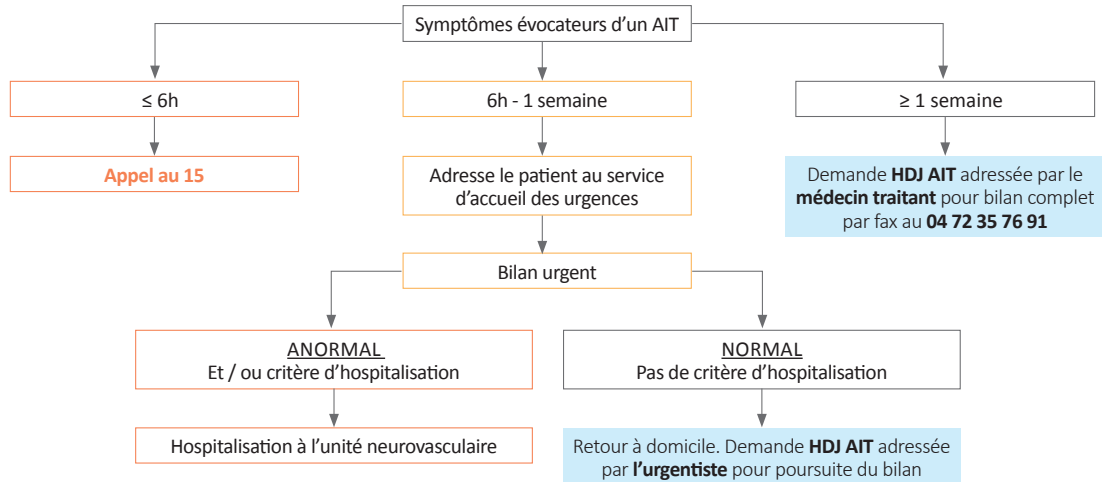 Symptômes évocateurs d’un AIT
≤ 6h
6h - 1 semaine
≥ 1 semaine
Appel au 15
Adresse le patient au service
d’accueil des urgences
Demande HDJ AIT adressée par le
médecin traitant pour bilan complet
par fax au 04 72 35 76 91
Bilan urgent
ANORMAL
Et / ou critère d’hospitalisation
NORMAL
Pas de critère d’hospitalisation
Hospitalisation à l’unité neurovasculaire
Retour à domicile. Demande HDJ AIT adressée
par l’urgentiste pour poursuite du bilan